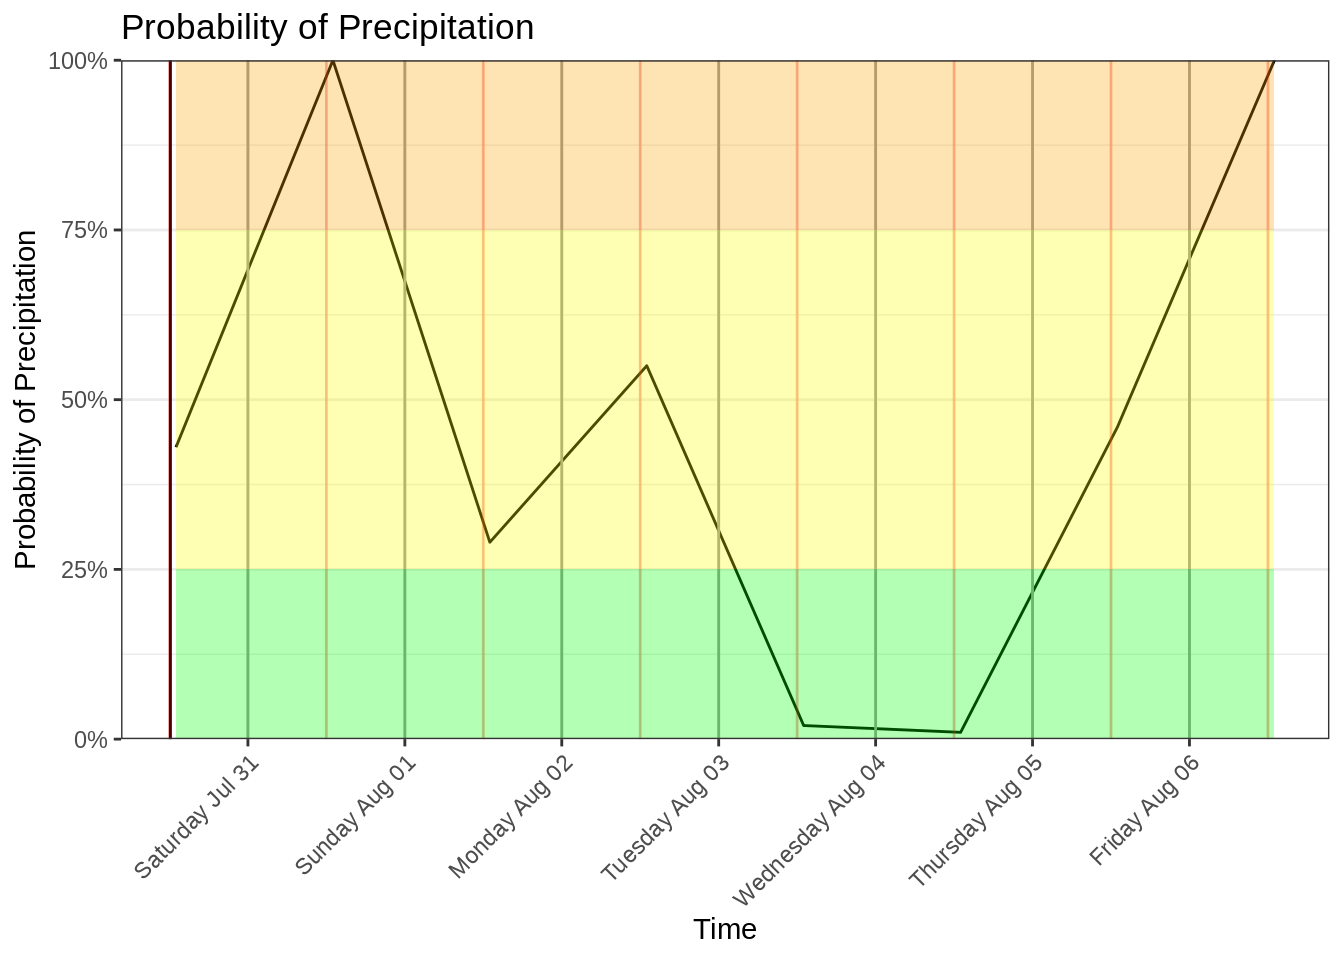 Probability of Precipitation
Probability of Precipitation
100%
75%
50%
25%
0%
Saturday Jul 31
Sunday Aug 01
Monday Aug 02
Tuesday Aug 03
Wednesday Aug 04
Thursday Aug 05
Friday Aug 06
Time